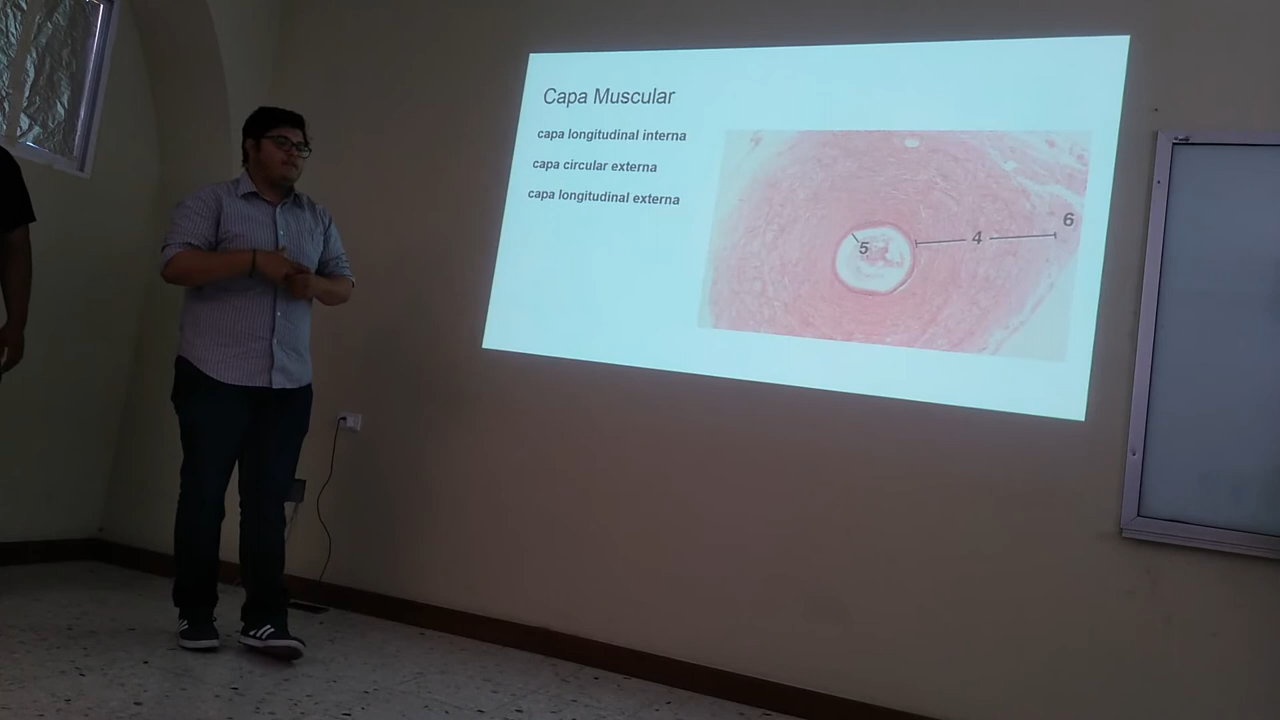 Capa Muscular
capa longitudinal interna
capa circular externa
capa longitudinal externa
5
4
6